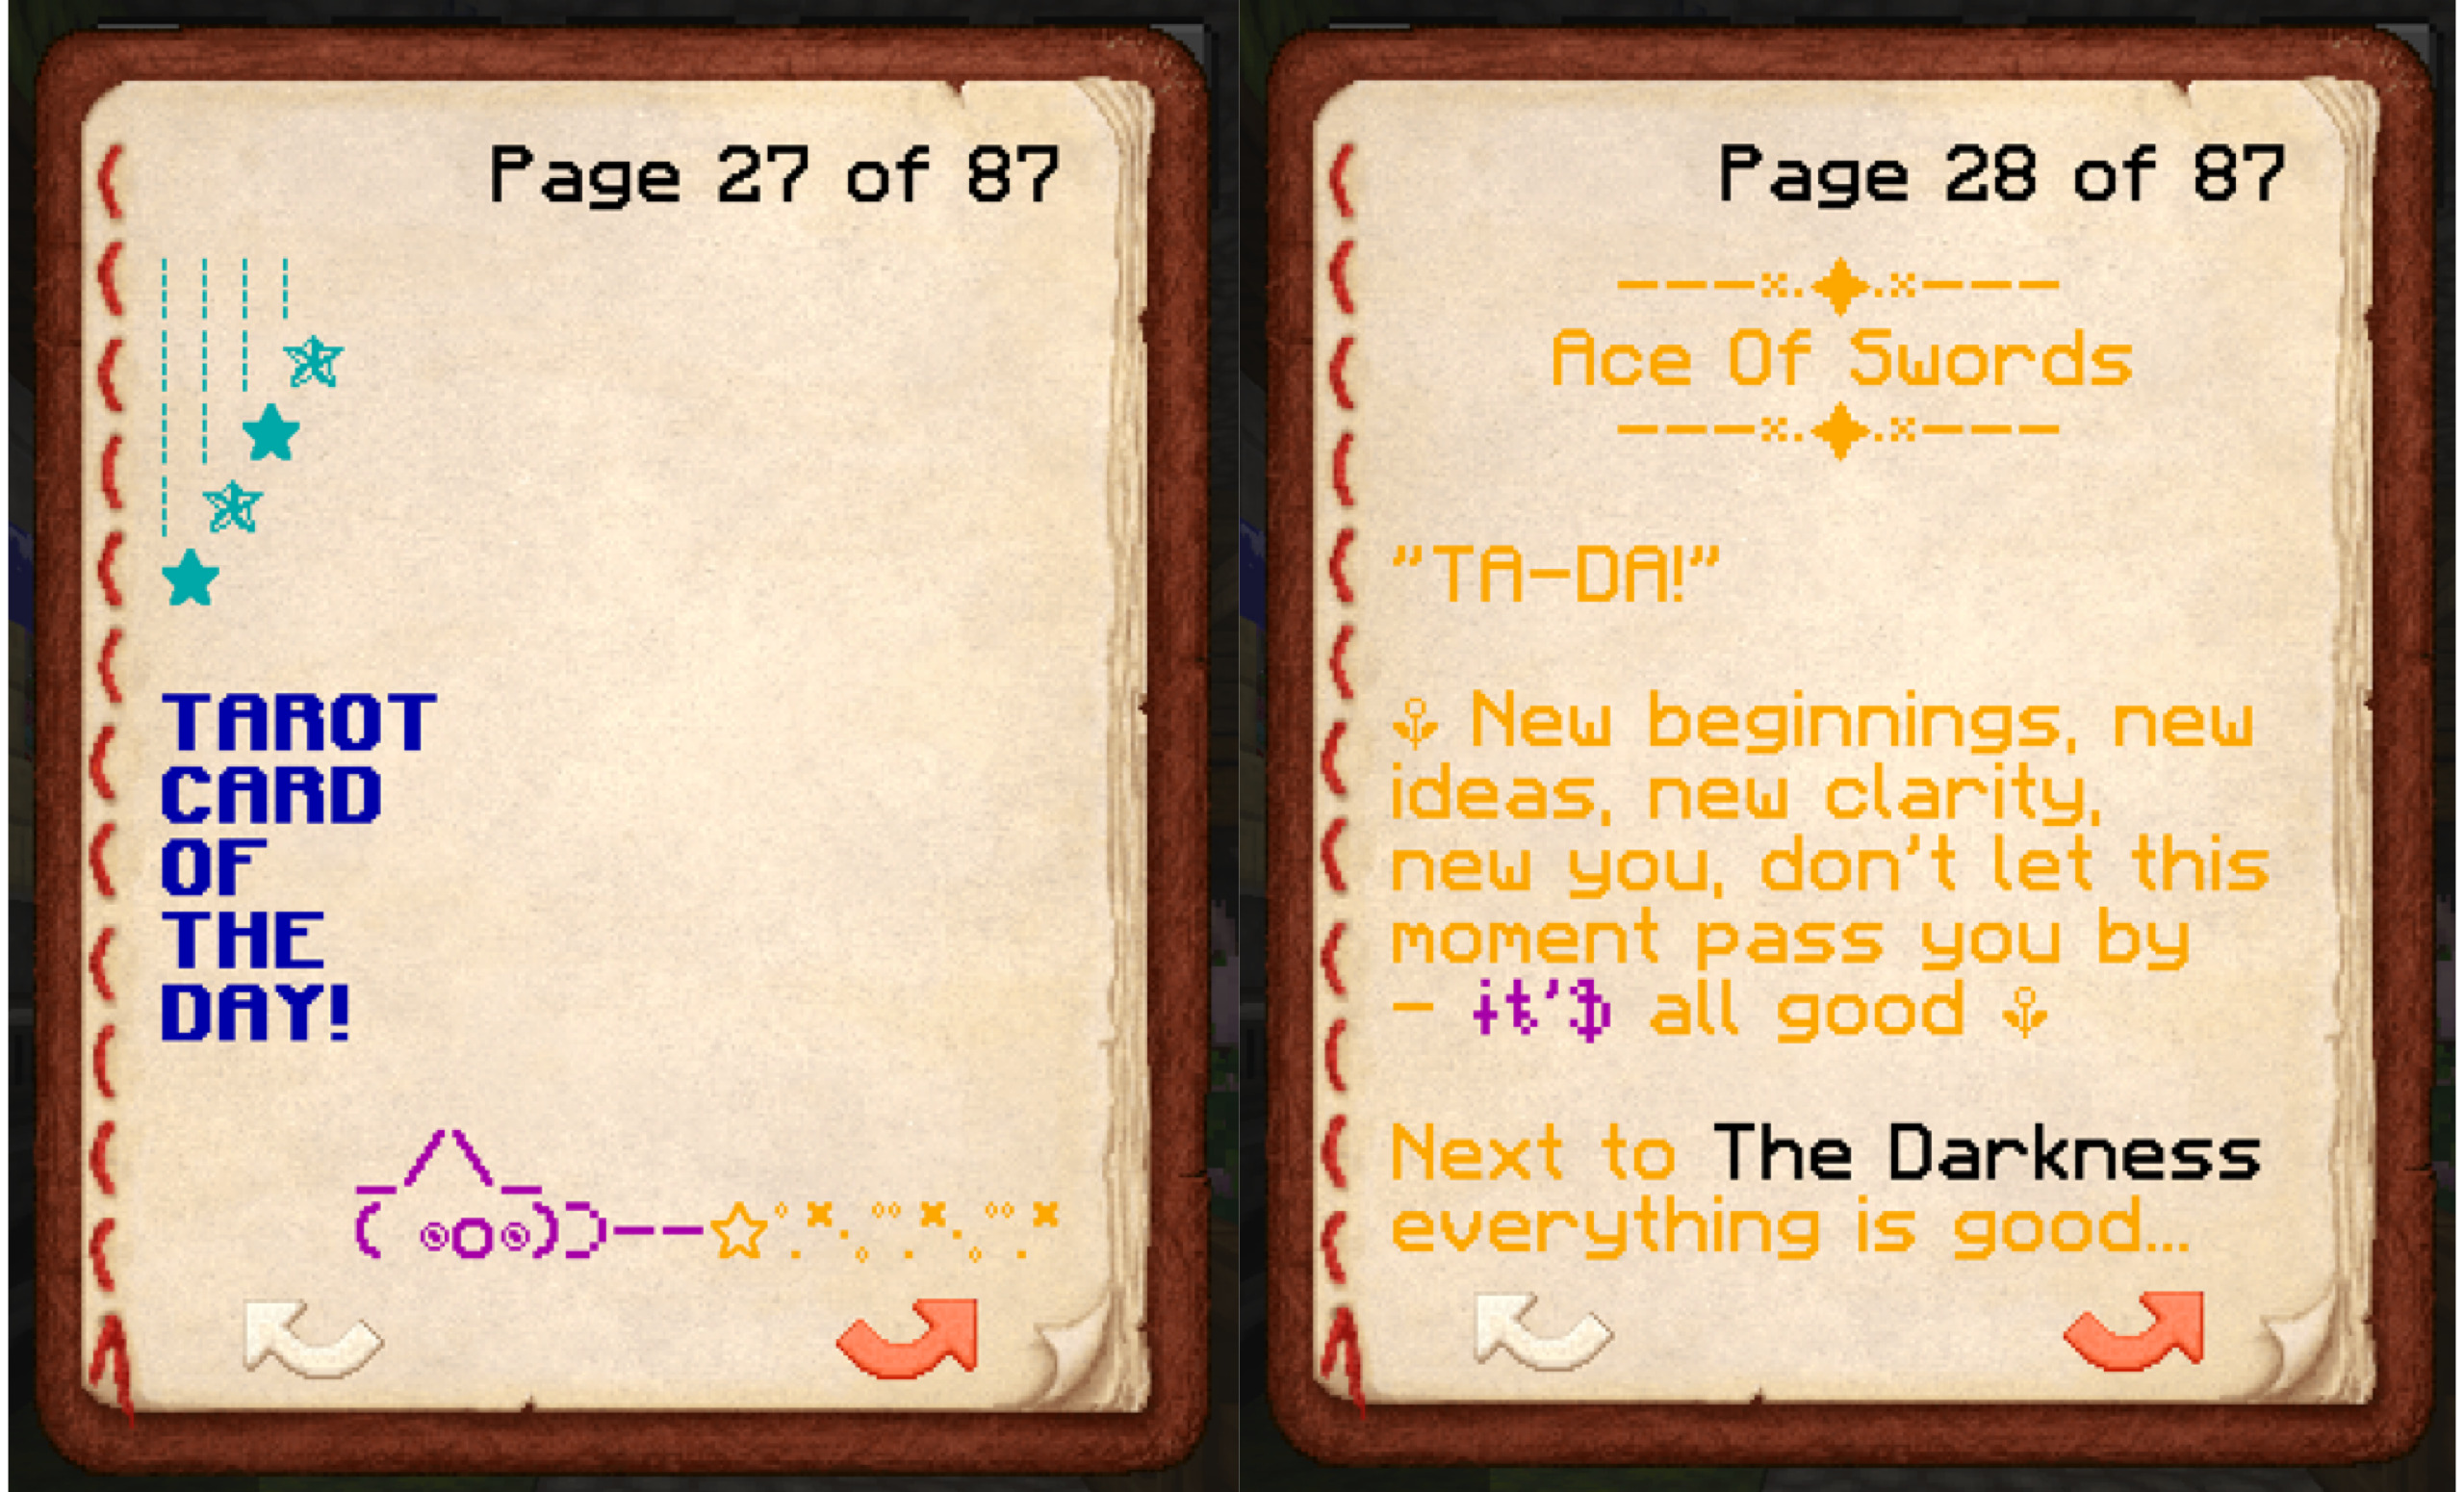 Page 27 of 87
TAROT
CARD
OF
THE
DAY!
Page 28 of 87
Ace Of Swords
"TA-DA!"
New beginnings, new
ideas, new clarity,
new you, don't let this
moment pass you by
- it's all good
Next to The Darkness
everything is good...